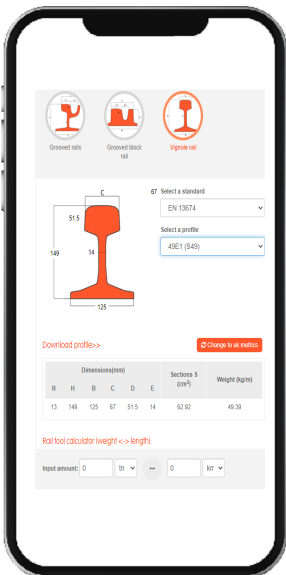 Grooved rails
Grooved block
rail
Vignole rail
C
67
Select a standard
EN 13674
Select a profile
49E1 (S49)
51.5
149
14
125
Download profile>>
Change to all metrics
Dimensions(mm)
Sections S
(cm²)
Weight (kg/m)
R H B C D E
13 149 125 67 51.5 14 62.92 49.39
Rail tool calculator (weight <-> length):
Input amount: 0 tn ↔ 0 km